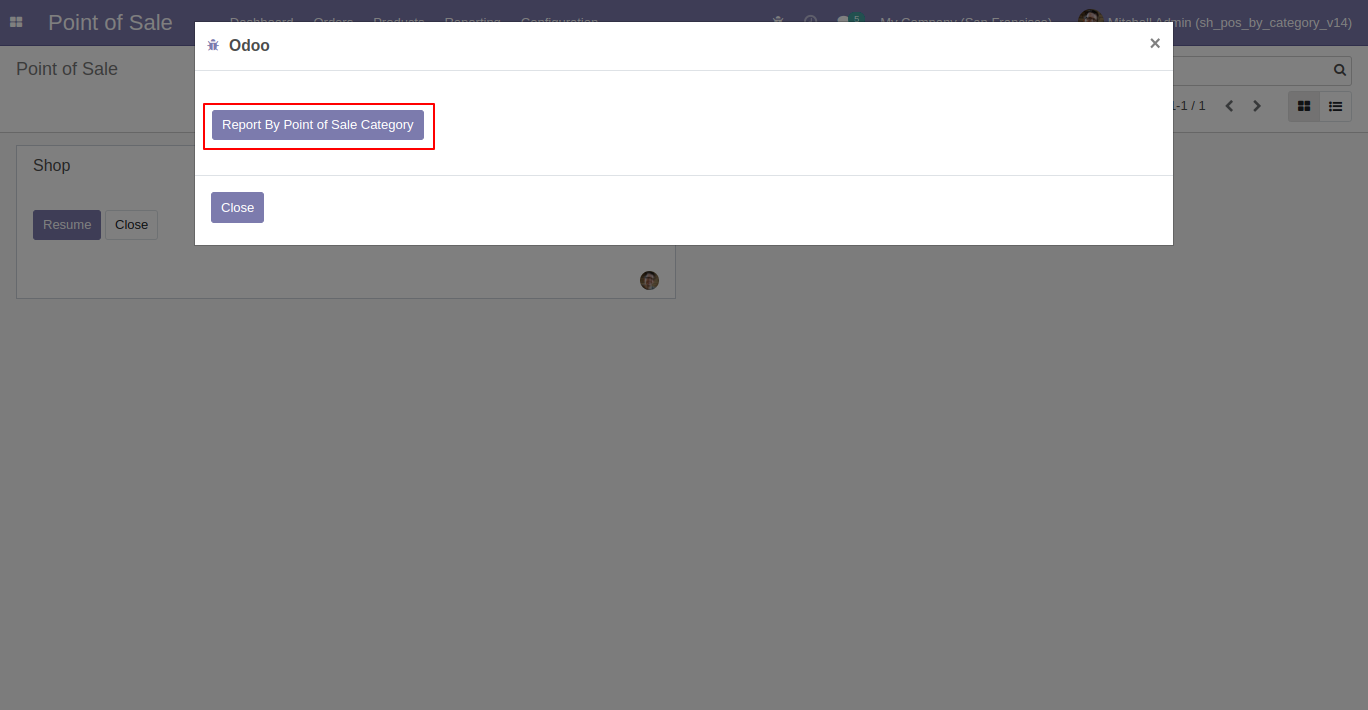 Point of Sale Dashboard Orders Products Reporting Configuration 5 My Company (San Francisco) Mitchell Admin (sh_pos_by_category_v14)
Odoo ×
Point of Sale
1-1 / 1
Report By Point of Sale Category
Shop
Close
Resume Close